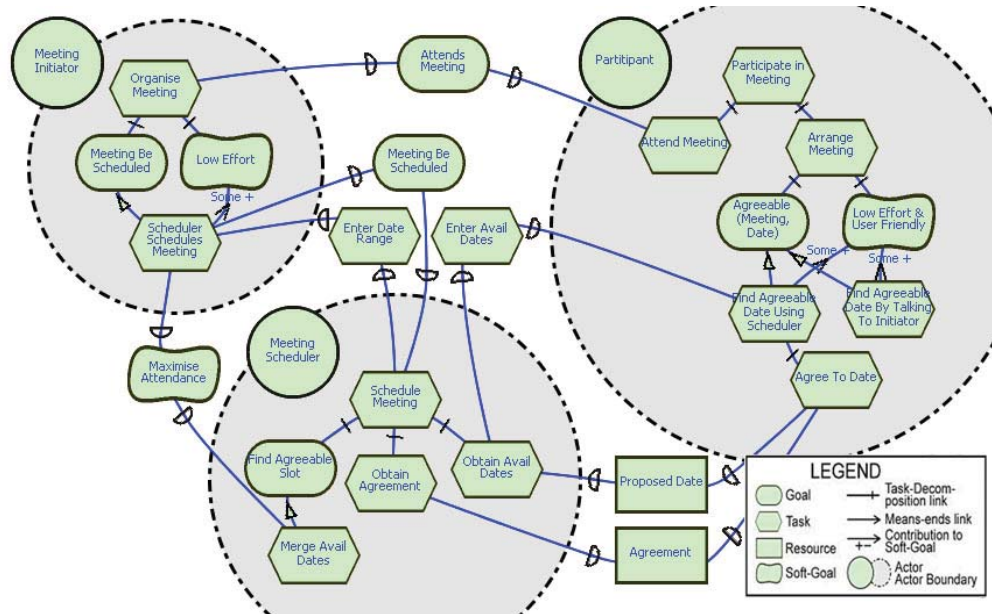 Meeting
Initiator
Organise
Meeting
Meeting Be
Scheduled
Low Effort
Some +
Scheduler
Schedules
Meeting
Attends
Meeting
Meeting Be
Scheduled
Enter Date
Range
Enter Avail
Dates
Partitipant
Participate in
Meeting
Attend Meeting
Arrange
Meeting
Agreeable
(Meeting,
Date)
Low Effort &
User Friendly
Some +
Some +
Find Agreeable
Date Using
Scheduler
Find Agreeable
Date By Talking
To Initiator
Agree To Date
Maximise
Attendance
Meeting
Scheduler
Schedule
Meeting
Find Agreeable
Slot
Obtain
Agreement
Obtain Avail
Dates
Merge Avail
Dates
Proposed Date
Agreement
LEGEND
Goal
Task
Resource
Soft-Goal
Task-Decom-
position link
Means-ends link
Contribution to
Soft-Goal
+-
Actor
Actor Boundary